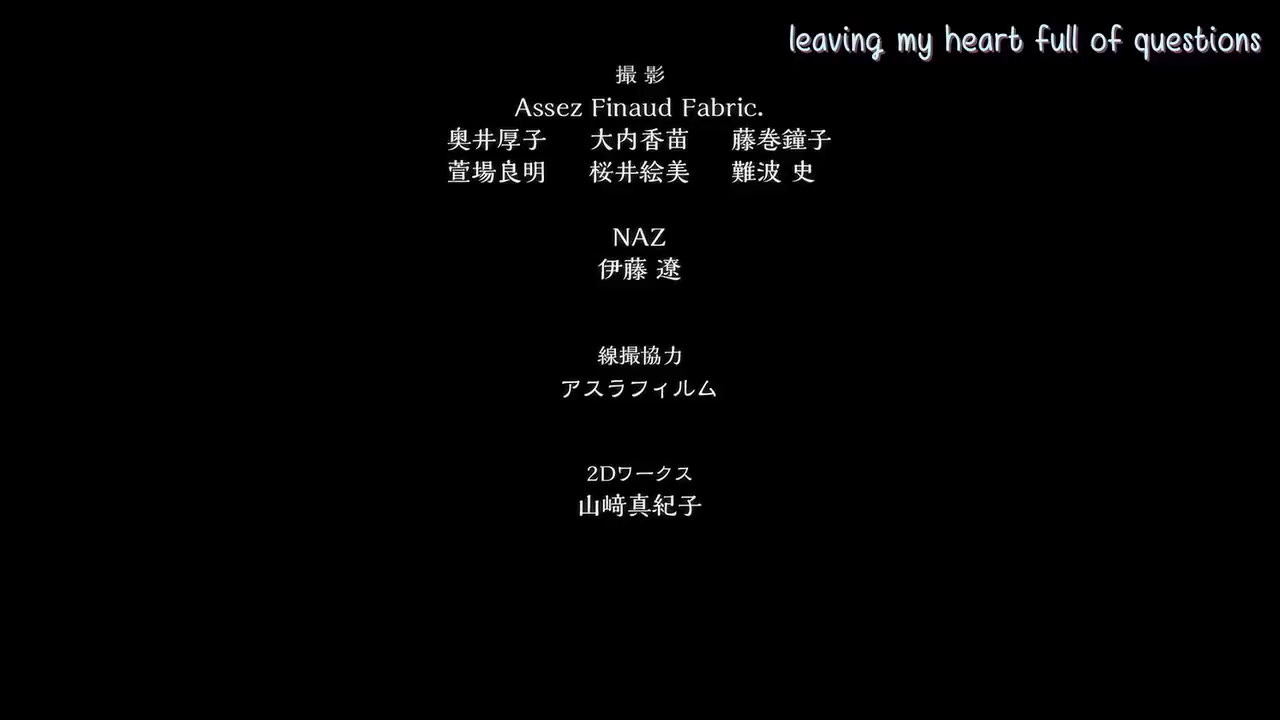 leaving my heart full of questions
撮 影
Assez Finaud Fabric.
奥井厚子 大内香苗 藤巻鐘子
萱場良明 桜井絵美 難波 史
NAZ
伊藤 遼
線撮協力
アスラフィルム
2Dワークス
山﨑真紀子